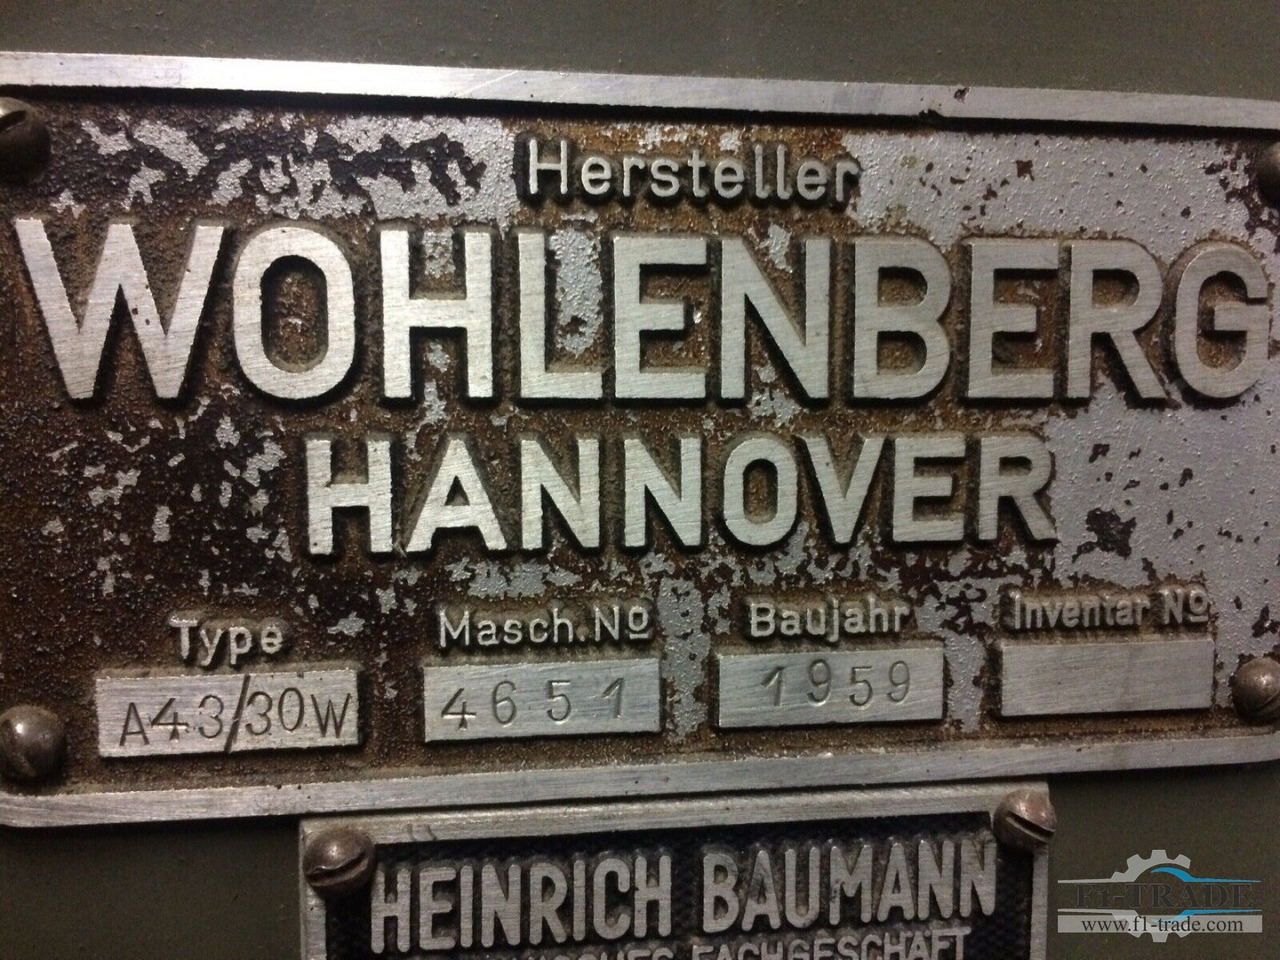 Hersteller
WOHLENBERG
HANNOVER
Type Masch. No Baujahr Inventar No
A43/30W 4651 1959
HEINRICH BAUMANN
FACHGESCHÄFT
F1-TRADE
www.f1-trade.com